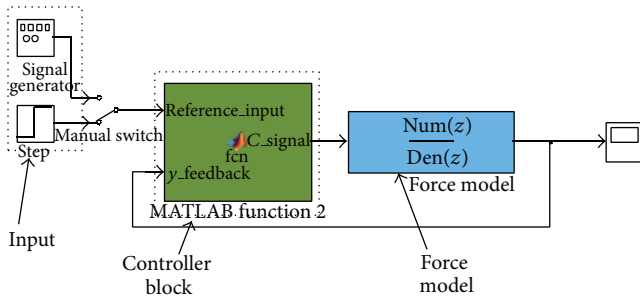 Signal
generator
Step
Manual switch
Input
Reference_input
C_signal
fcn
y_feedback
MATLAB function 2
Controller
block
Num(z)
Den(z)
Force model
Force
model